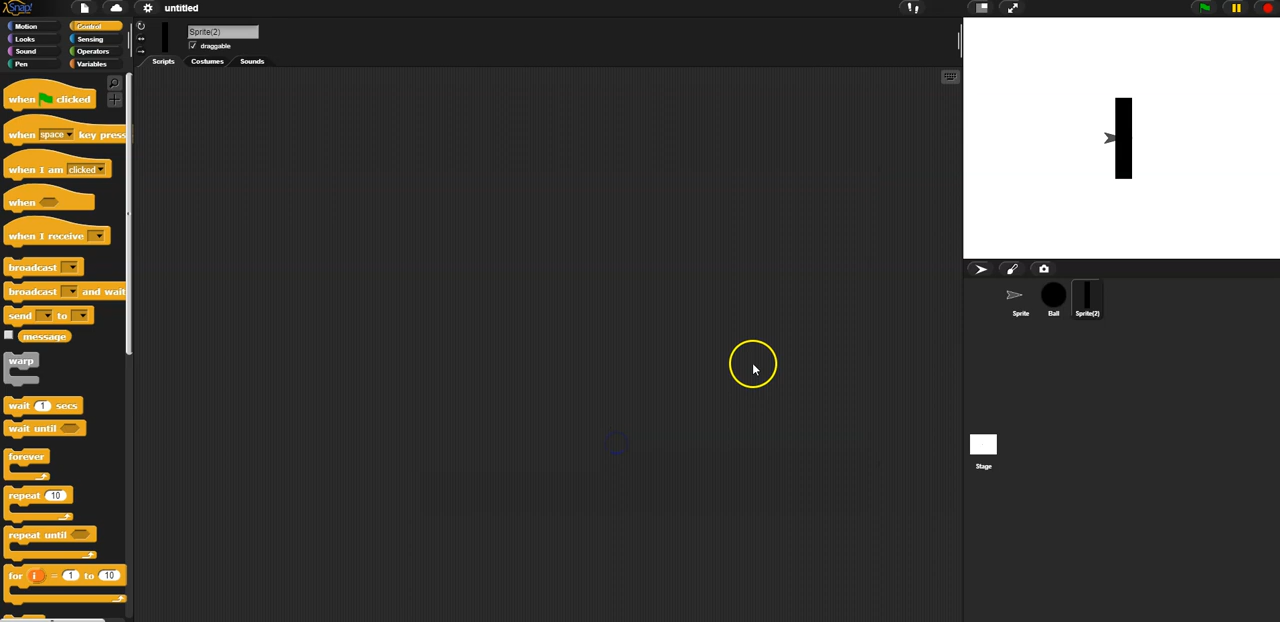 Snap!
untitled
Motion
Control
Looks
Sensing
Sound
Operators
Pen
Variables
Sprite(2)
draggable
Scripts
Costumes
Sounds
when clicked
when space key press
when I am clicked
when
when I receive
broadcast
broadcast and wait
send to
message
warp
wait 1 secs
wait until
forever
repeat 10
repeat until
for i = 1 to 10
Sprite
Ball
Sprite(2)
Stage